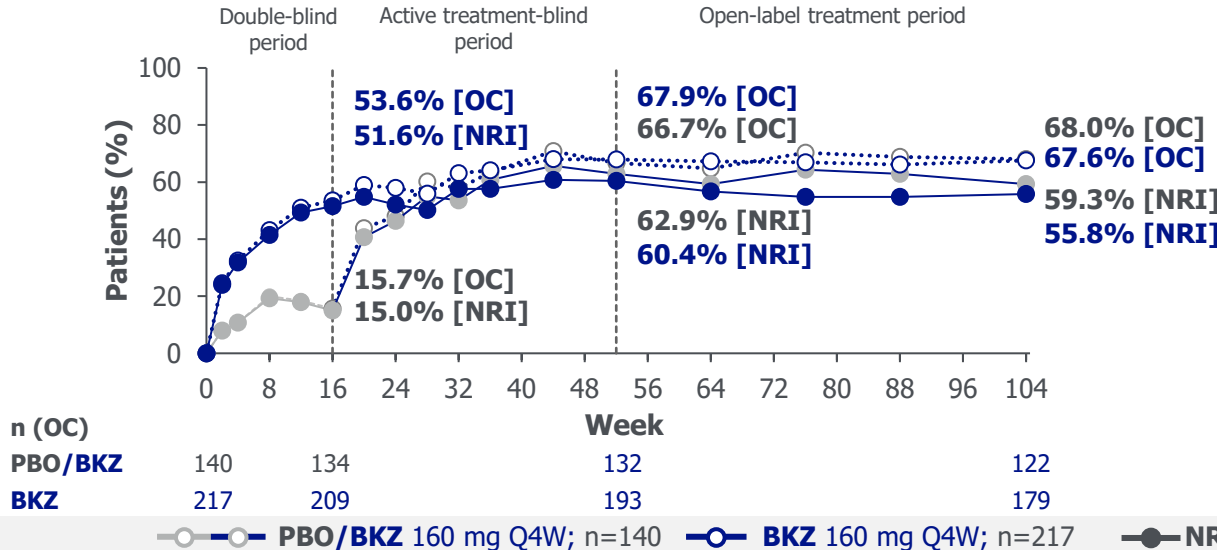 Double-blind period
Active treatment-blind period
Open-label treatment period
Patients (%)
100
80
60
40
20
0
53.6% [OC]
51.6% [NRI]
67.9% [OC]
66.7% [OC]
68.0% [OC]
67.6% [OC]
15.7% [OC]
15.0% [NRI]
62.9% [NRI]
60.4% [NRI]
59.3% [NRI]
55.8% [NRI]
0 8 16 24 32 40 48 56 64 72 80 88 96 104
Week
n (OC)
PBO/BKZ 140 134 132 122
BKZ 217 209 193 179
PBO/BKZ 160 mg Q4W; n=140 BKZ 160 mg Q4W; n=217 NR